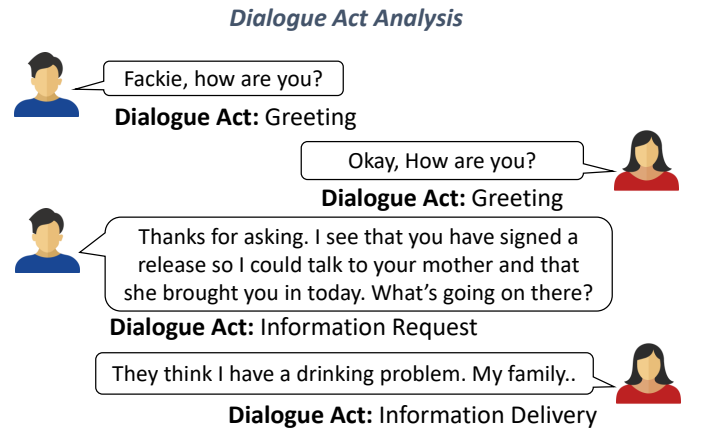 Dialogue Act Analysis
Fackie, how are you?
Dialogue Act: Greeting
Okay, How are you?
Dialogue Act: Greeting
Thanks for asking. I see that you have signed a
release so I could talk to your mother and that
she brought you in today. What’s going on there?
Dialogue Act: Information Request
They think I have a drinking problem. My family..
Dialogue Act: Information Delivery